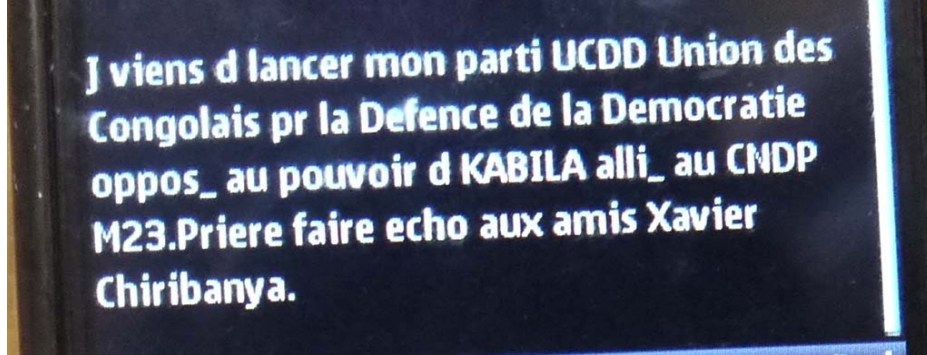 J viens d lancer mon parti UCDD Union des
Congolais pr la Defence de la Democratie
oppos_ au pouvoir d KABILA alli_ au CNDP
M23.Priere faire echo aux amis Xavier
Chiribanya.